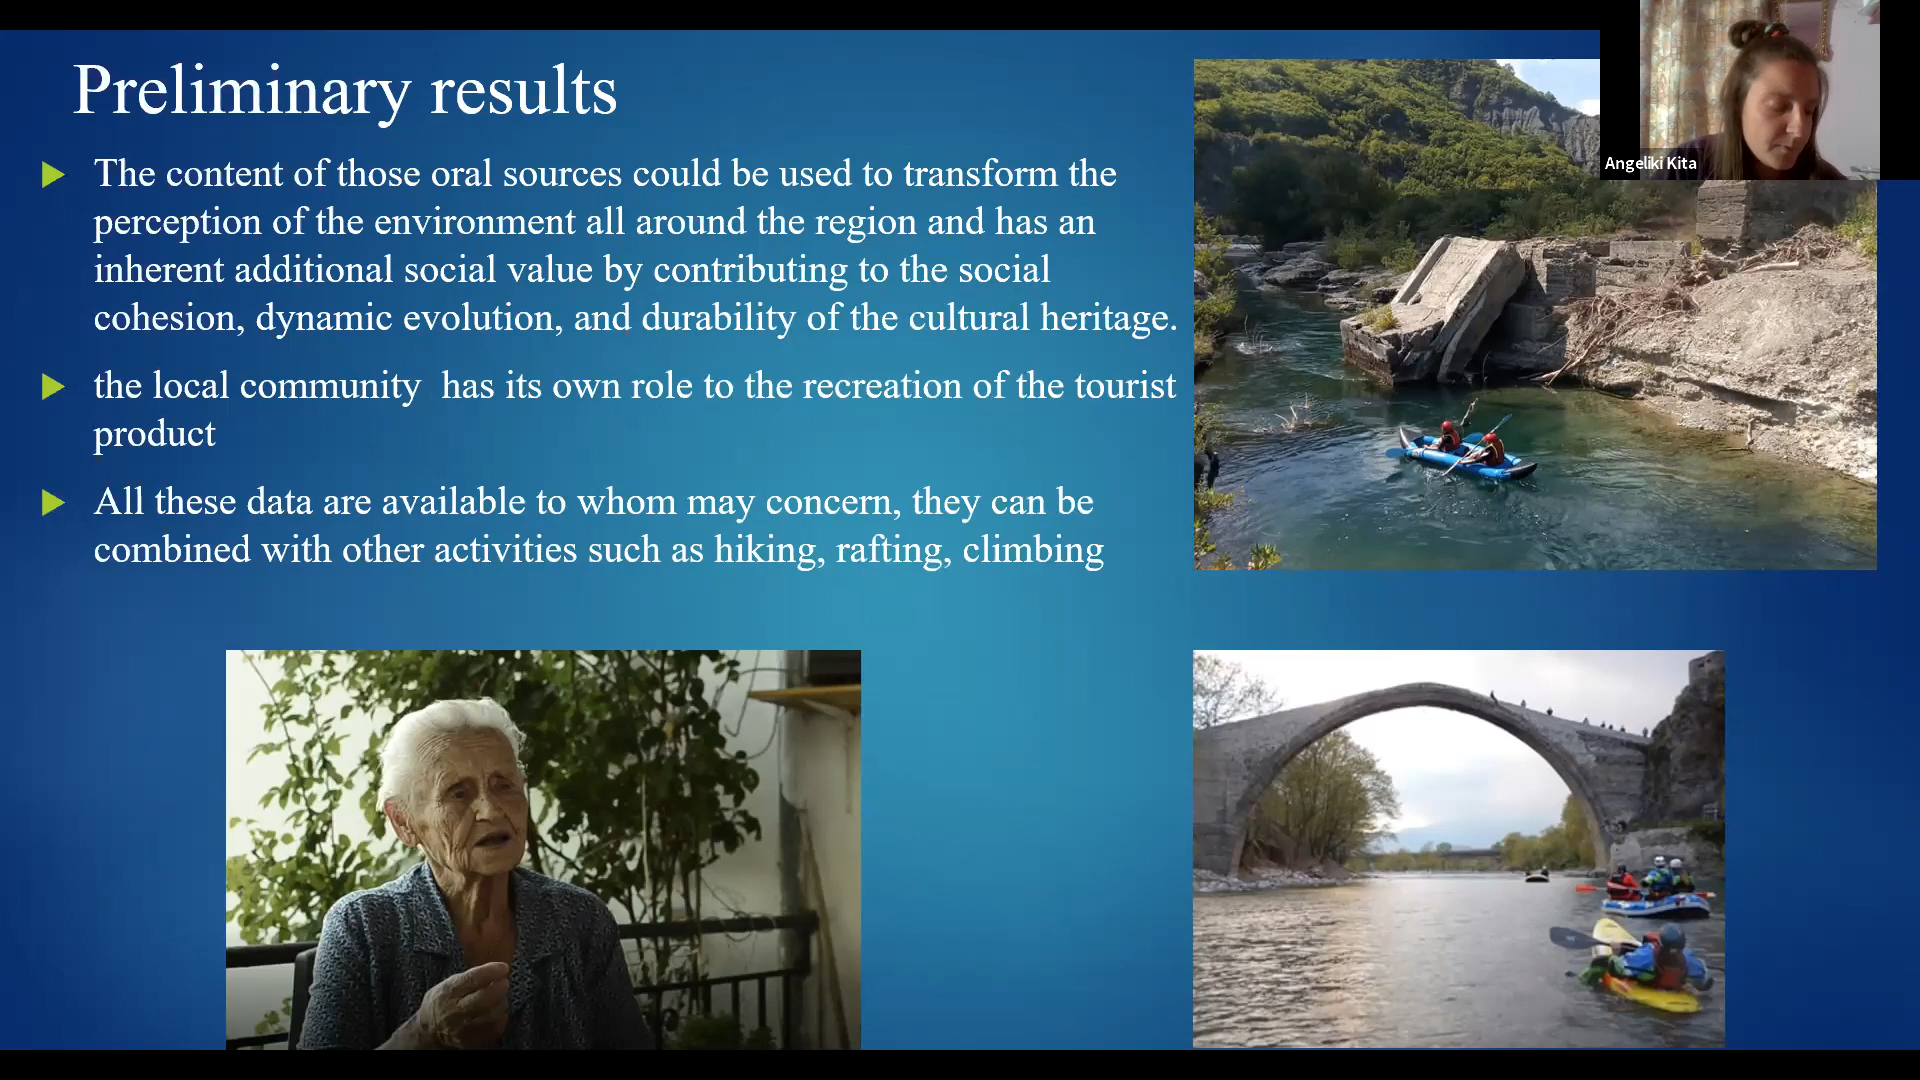 Preliminary results
The content of those oral sources could be used to transform the
perception of the environment all around the region and has an
inherent additional social value by contributing to the social
cohesion, dynamic evolution, and durability of the cultural heritage.
the local community  has its own role to the recreation of the tourist
product
All these data are available to whom may concern, they can be
combined with other activities such as hiking, rafting, climbing
Angeliki Kita